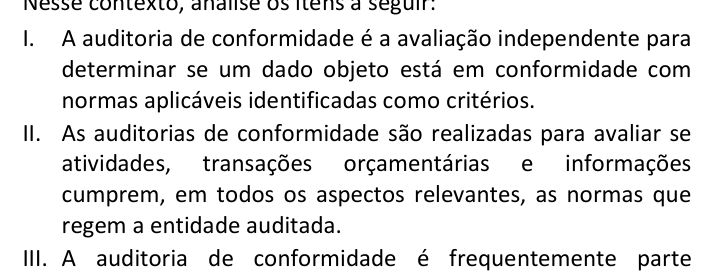 Nesse contexto, analise os itens a seguir:
I. A auditoria de conformidade é a avaliação independente para
determinar se um dado objeto está em conformidade com
normas aplicáveis identificadas como critérios.
II. As auditorias de conformidade são realizadas para avaliar se
atividades, transações orçamentárias e informações
cumprem, em todos os aspectos relevantes, as normas que
regem a entidade auditada.
III. A auditoria de conformidade é frequentemente parte